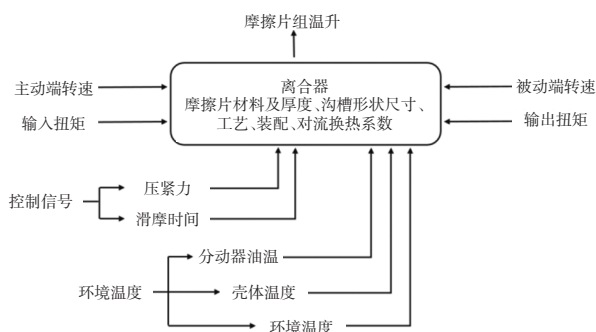 摩擦片组温升
离合器
摩擦片材料及厚度、沟槽形状尺寸、
工艺、装配、对流换热系数
主动端转速
输入扭矩
被动端转速
输出扭矩
控制信号
压紧力
滑摩时间
环境温度
分动器油温
壳体温度
环境温度